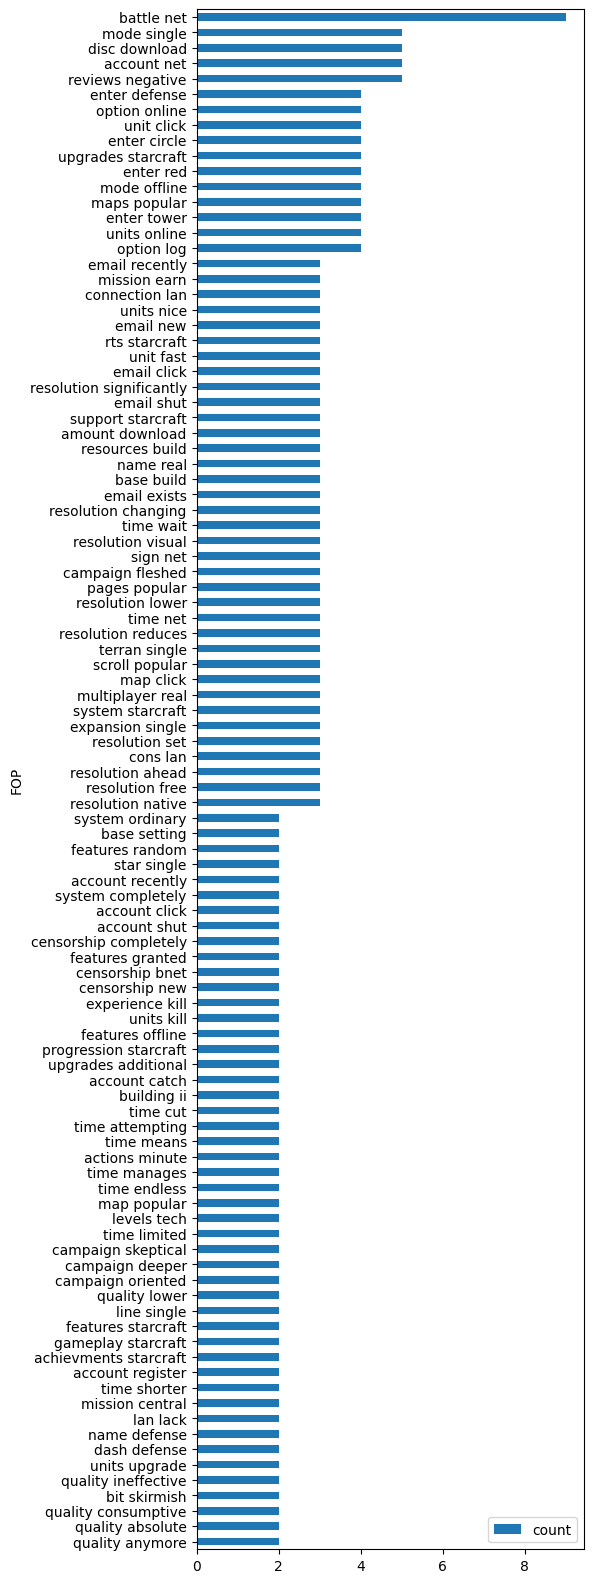 battle net
mode single
disc download
account net
reviews negative
enter defense
option online
unit click
enter circle
upgrades starcraft
enter red
mode offline
maps popular
enter tower
units online
option log
email recently
mission earn
connection lan
units nice
email new
rts starcraft
unit fast
email click
resolution significantly
email shut
support starcraft
amount download
resources build
name real
base build
email exists
resolution changing
time wait
resolution visual
sign net
campaign fleshed
pages popular
resolution lower
time net
resolution reduces
terran single
scroll popular
map click
multiplayer real
system starcraft
expansion single
resolution set
cons lan
resolution ahead
resolution free
resolution native
system ordinary
base setting
features random
star single
account recently
system completely
account click
account shut
censorship completely
features granted
censorship bnet
censorship new
experience kill
units kill
features offline
progression starcraft
upgrades additional
account catch
building ii
time cut
time attempting
time means
actions minute
time manages
time endless
map popular
levels tech
time limited
campaign skeptical
campaign deeper
campaign oriented
quality lower
line single
features starcraft
gameplay starcraft
achievments starcraft
account register
time shorter
mission central
lan lack
name defense
dash defense
units upgrade
quality ineffective
bit skirmish
quality consumptive
quality absolute
quality anymore
FOP
count
0 2 4 6 8